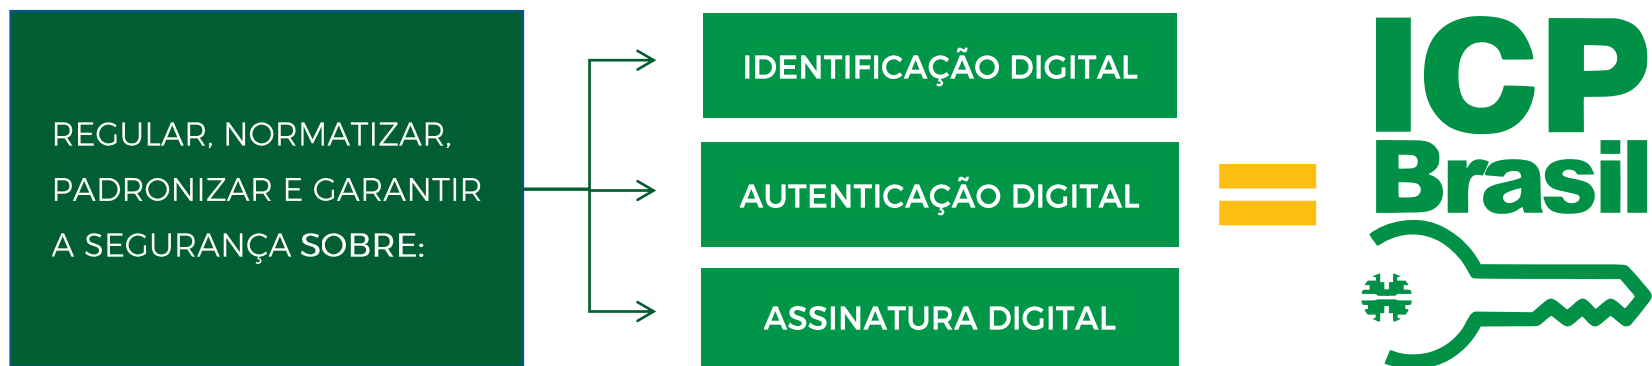 REGULAR, NORMATIZAR,
PADRONIZAR E GARANTIR
A SEGURANÇA SOBRE:
IDENTIFICAÇÃO DIGITAL
AUTENTICAÇÃO DIGITAL
ASSINATURA DIGITAL
=
ICP
Brasil